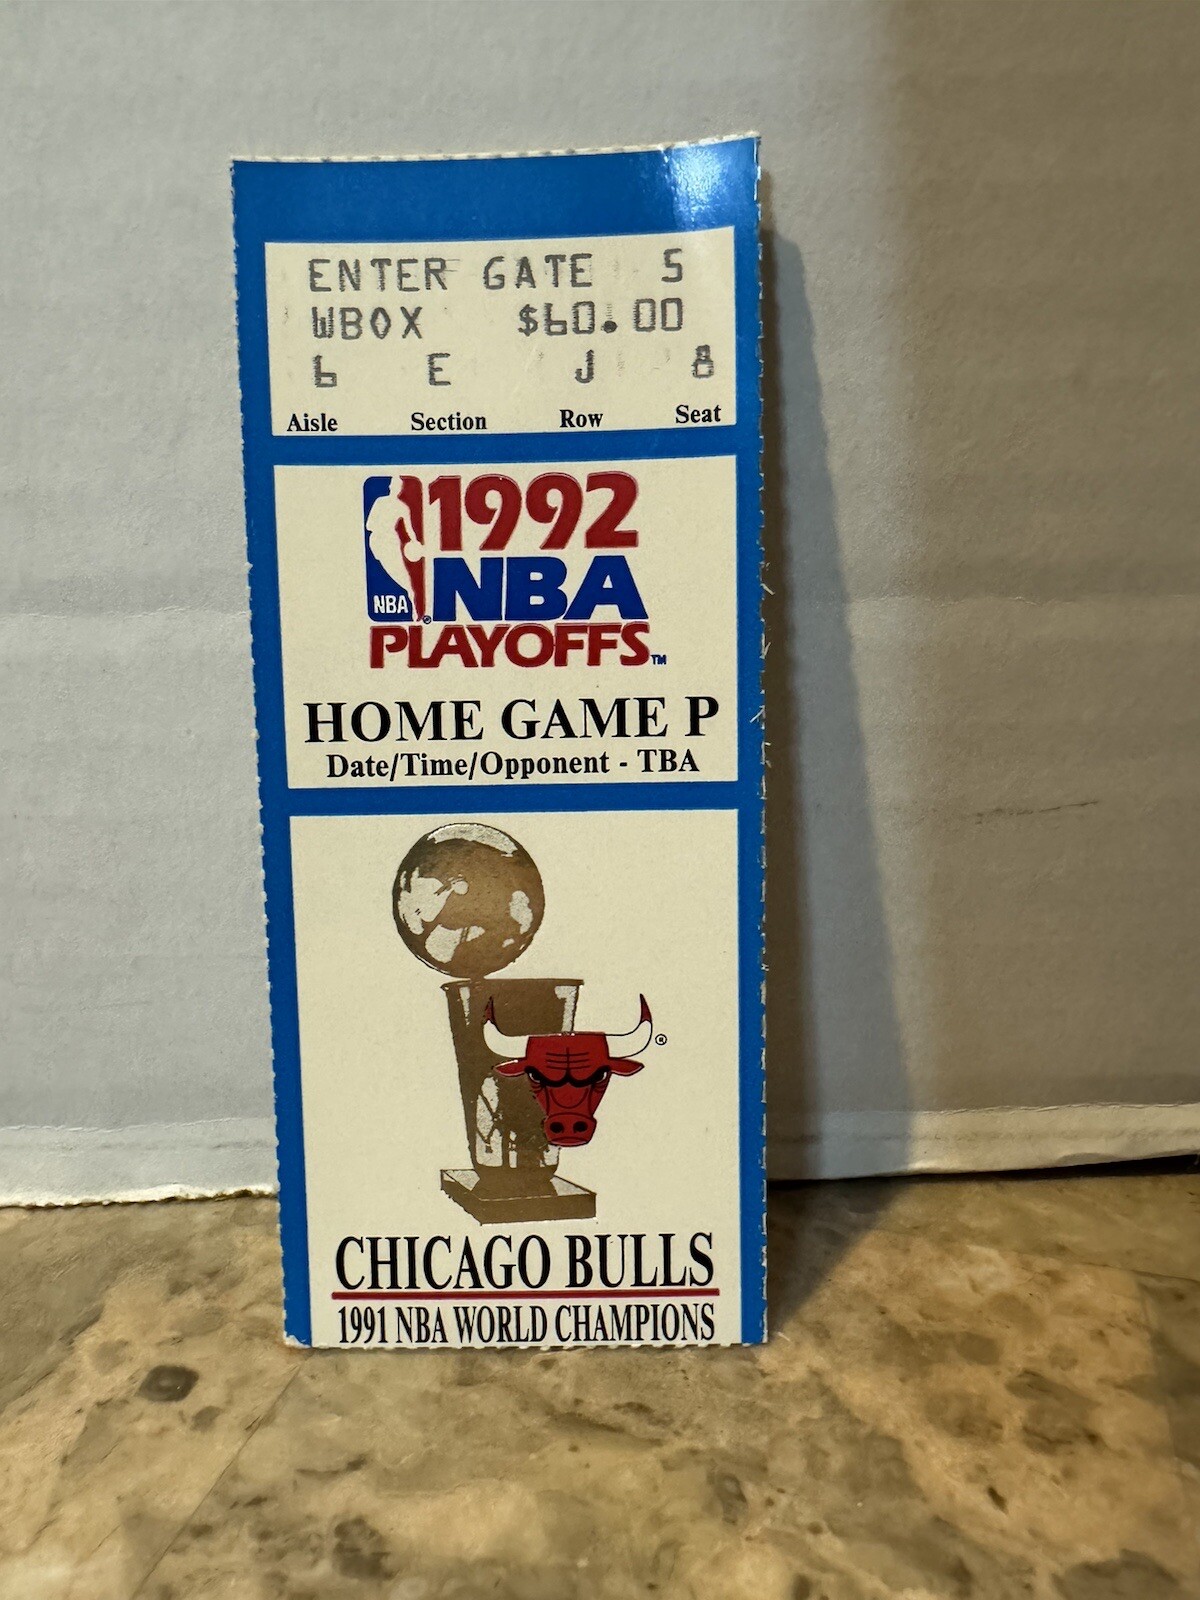 ENTER GATE 5
WBOX $60.00
6 E J 8
Aisle Section Row Seat
1992
NBA NBA
PLAYOFFS™
HOME GAME P
Date/Time/Opponent - TBA
CHICAGO BULLS
1991 NBA WORLD CHAMPIONS